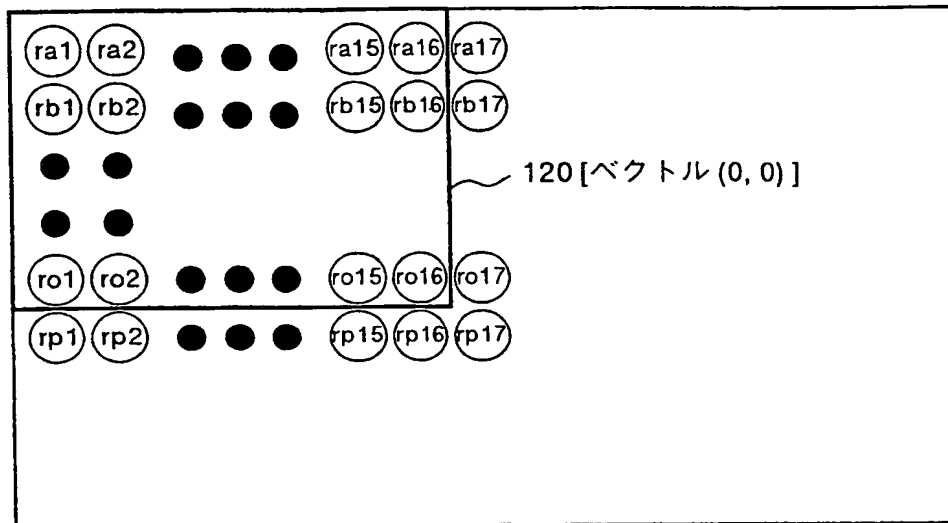 ra1 ra2 ra15 ra16 ra17
rb1 rb2 rb15 rb16 rb17
120 [ベクトル (0, 0) ]
ro1 ro2 ro15 ro16 ro17
rp1 rp2 rp15 rp16 rp17